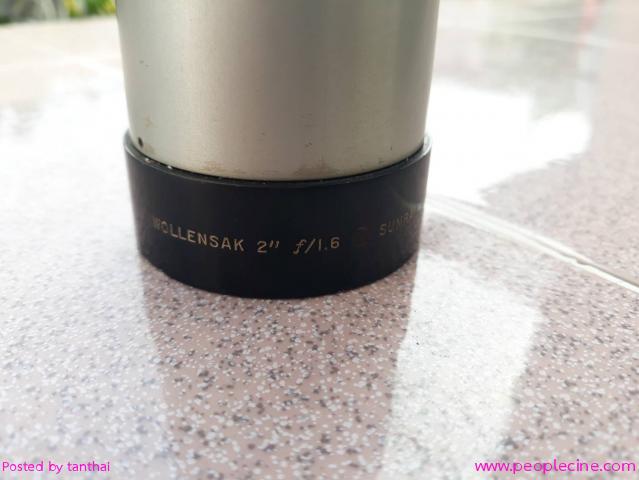 WOLLENSAK 2" f/1.6
Posted by tanthai
www.peoplecine.com